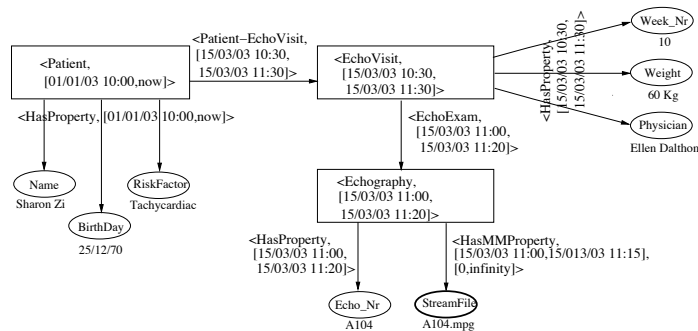 <Patient,
[01/01/03 10:00,now]>
<Patient–EchoVisit,
[15/03/03 10:30,
15/03/03 11:30]>
<EchoVisit,
[15/03/03 10:30,
15/03/03 11:30]>
<HasProperty,
[15/03/03 10:30,
15/03/03 11:30]>
Week_Nr
10
Weight
60 Kg
Physician
Ellen Dalthon
<HasProperty, [01/01/03 10:00,now]>
Name
Sharon Zi
BirthDay
25/12/70
RiskFactor
Tachycardiac
<EchoExam,
[15/03/03 11:00,
15/03/03 11:20]>
<Echography,
[15/03/03 11:00,
15/03/03 11:20]>
<HasProperty,
[15/03/03 11:00,
15/03/03 11:20]>
<HasMMProperty,
[15/03/03 11:00,15/013/03 11:15],
[0,infinity]>
Echo_Nr
A104
StreamFile
A104.mpg